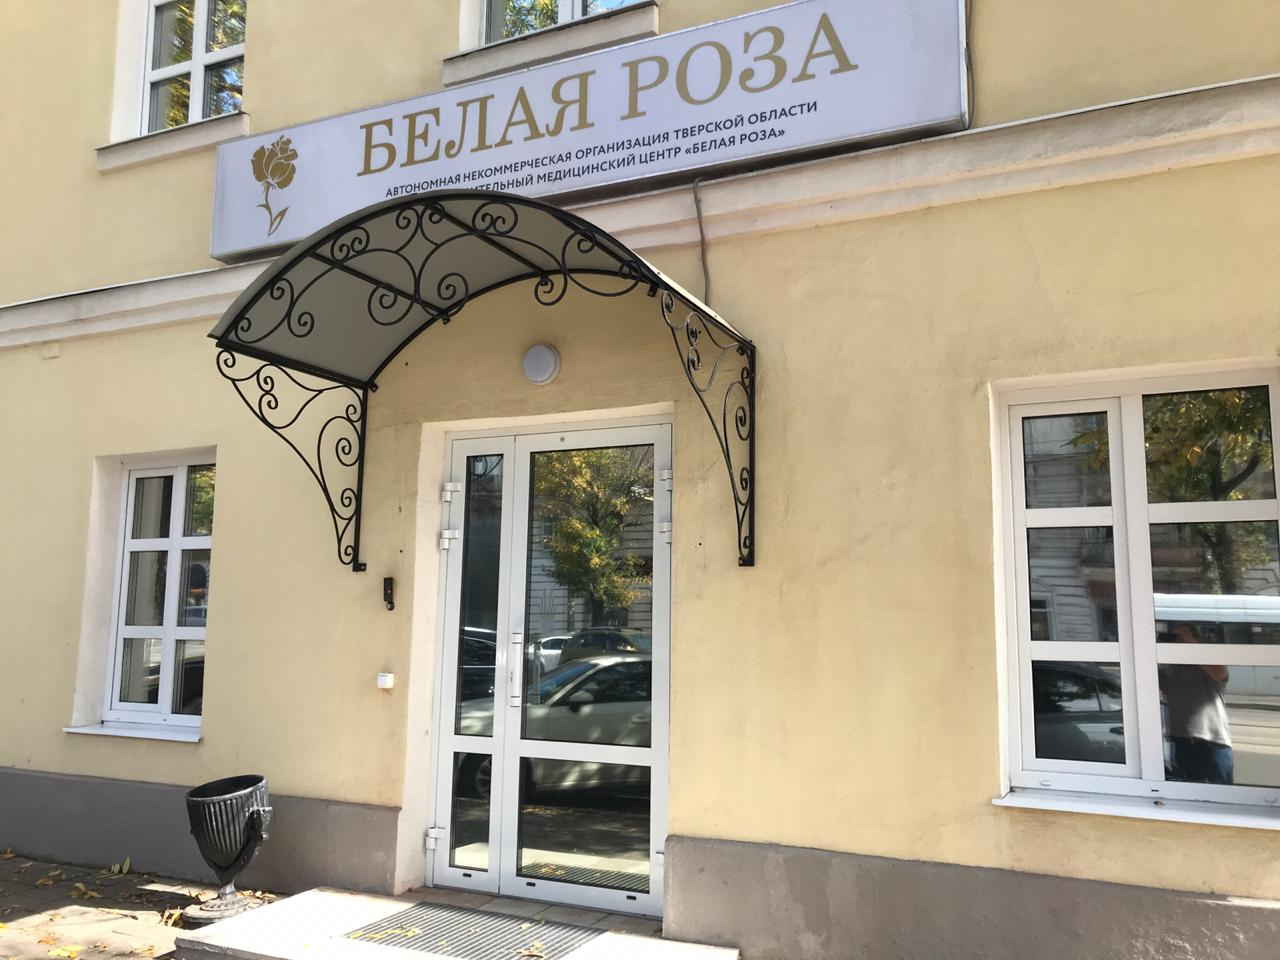 БЕЛАЯ РОЗА
АВТОНОМНАЯ НЕКОММЕРЧЕСКАЯ ОРГАНИЗАЦИЯ ТВЕРСКОЙ ОБЛАСТИ
МЕДИЦИНСКИЙ ЦЕНТР «БЕЛАЯ РОЗА»